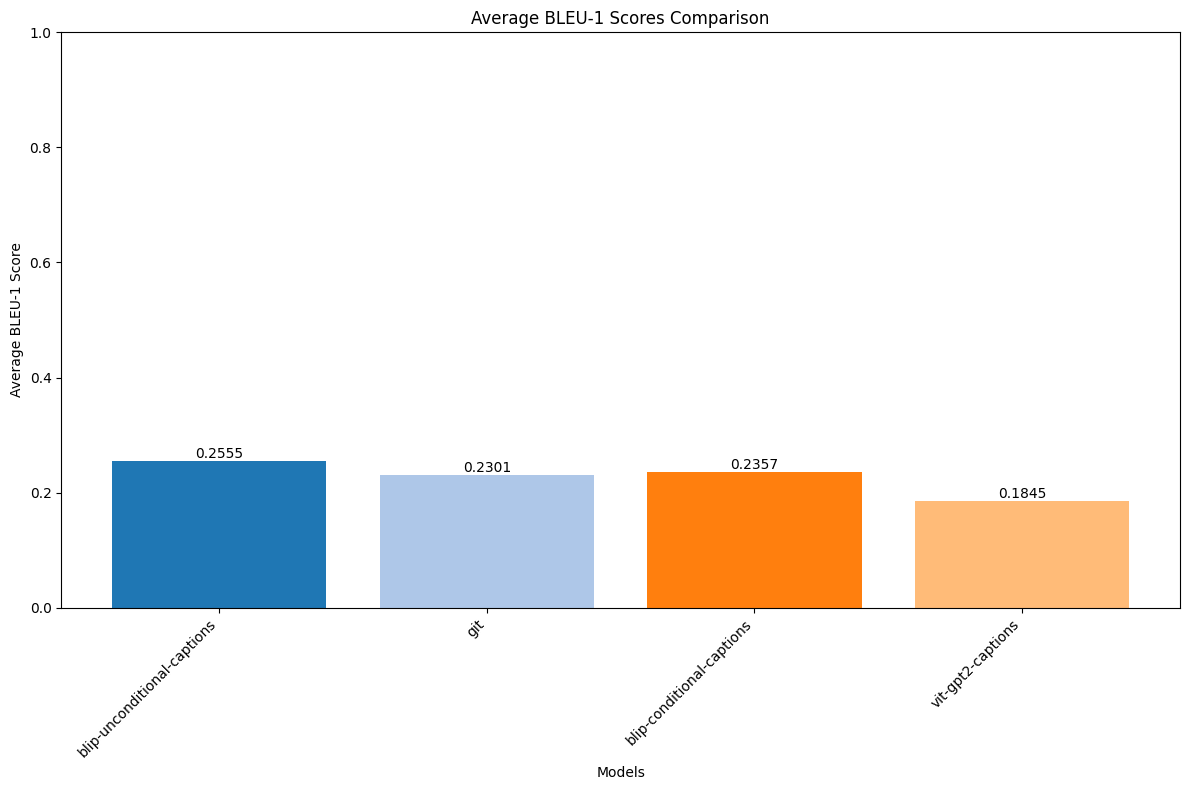 Average BLEU-1 Scores Comparison
Average BLEU-1 Score
1.0
0.8
0.6
0.4
0.2
0.0
0.2555
0.2301
0.2357
0.1845
blip-unconditional-captions
git
blip-conditional-captions
vit-gpt2-captions
Models